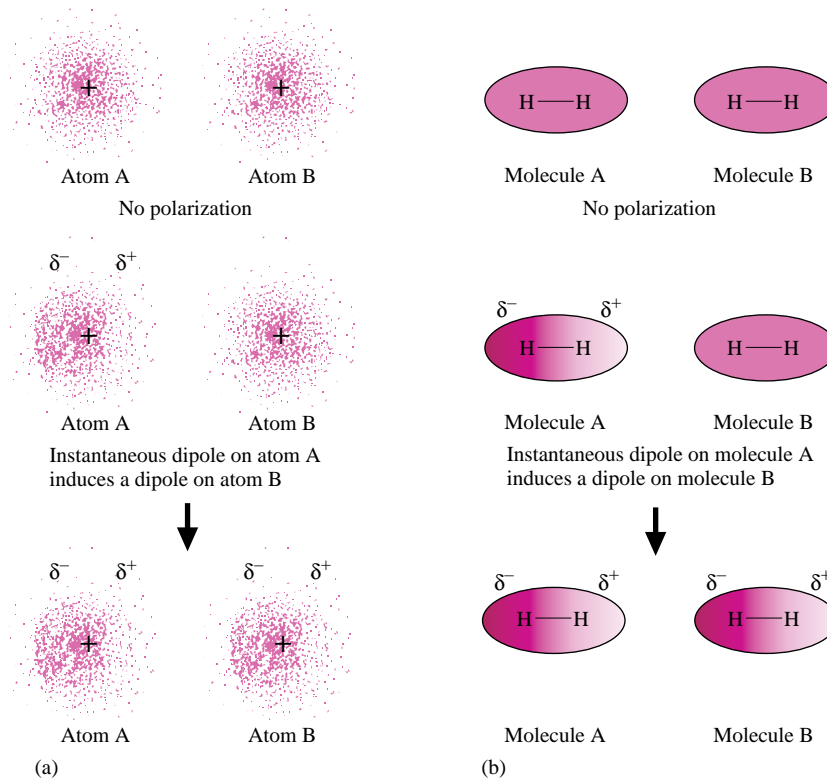 Atom A
Atom B
No polarization
δ⁻
δ⁺
Atom A
Atom B
Instantaneous dipole on atom A
induces a dipole on atom B
δ⁻
δ⁺
δ⁻
δ⁺
Atom A
Atom B
(a)
H—H
H—H
Molecule A
Molecule B
No polarization
δ⁻
δ⁺
H—H
H—H
Molecule A
Molecule B
Instantaneous dipole on molecule A
induces a dipole on molecule B
δ⁻
δ⁺
δ⁻
δ⁺
H—H
H—H
Molecule A
Molecule B
(b)